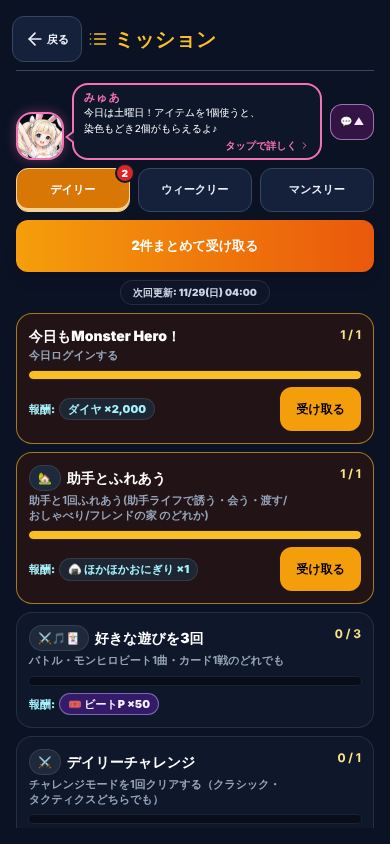 戻る
ミッション
みゅあ
今日は土曜日！アイテムを1個使うと、
染色もどき2個がもらえるよ♪
タップで詳しく
デイリー
2
ウィークリー
マンスリー
2件まとめて受け取る
次回更新: 11/29(日) 04:00
今日もMonster Hero！
1 / 1
今日ログインする
報酬: ダイヤ ×2,000
受け取る
助手とふれあう
1 / 1
助手と1回ふれあう(助手ライフで誘う・会う・渡す/
おしゃべり/フレンドの家 のどれか)
報酬: ほかほかおにぎり ×1
受け取る
好きな遊びを3回
0 / 3
バトル・モンヒロビート1曲・カード1戦のどれでも
報酬: ビートP ×50
デイリーチャレンジ
0 / 1
チャレンジモードを1回クリアする（クラシック・
タクティクスどちらでも）